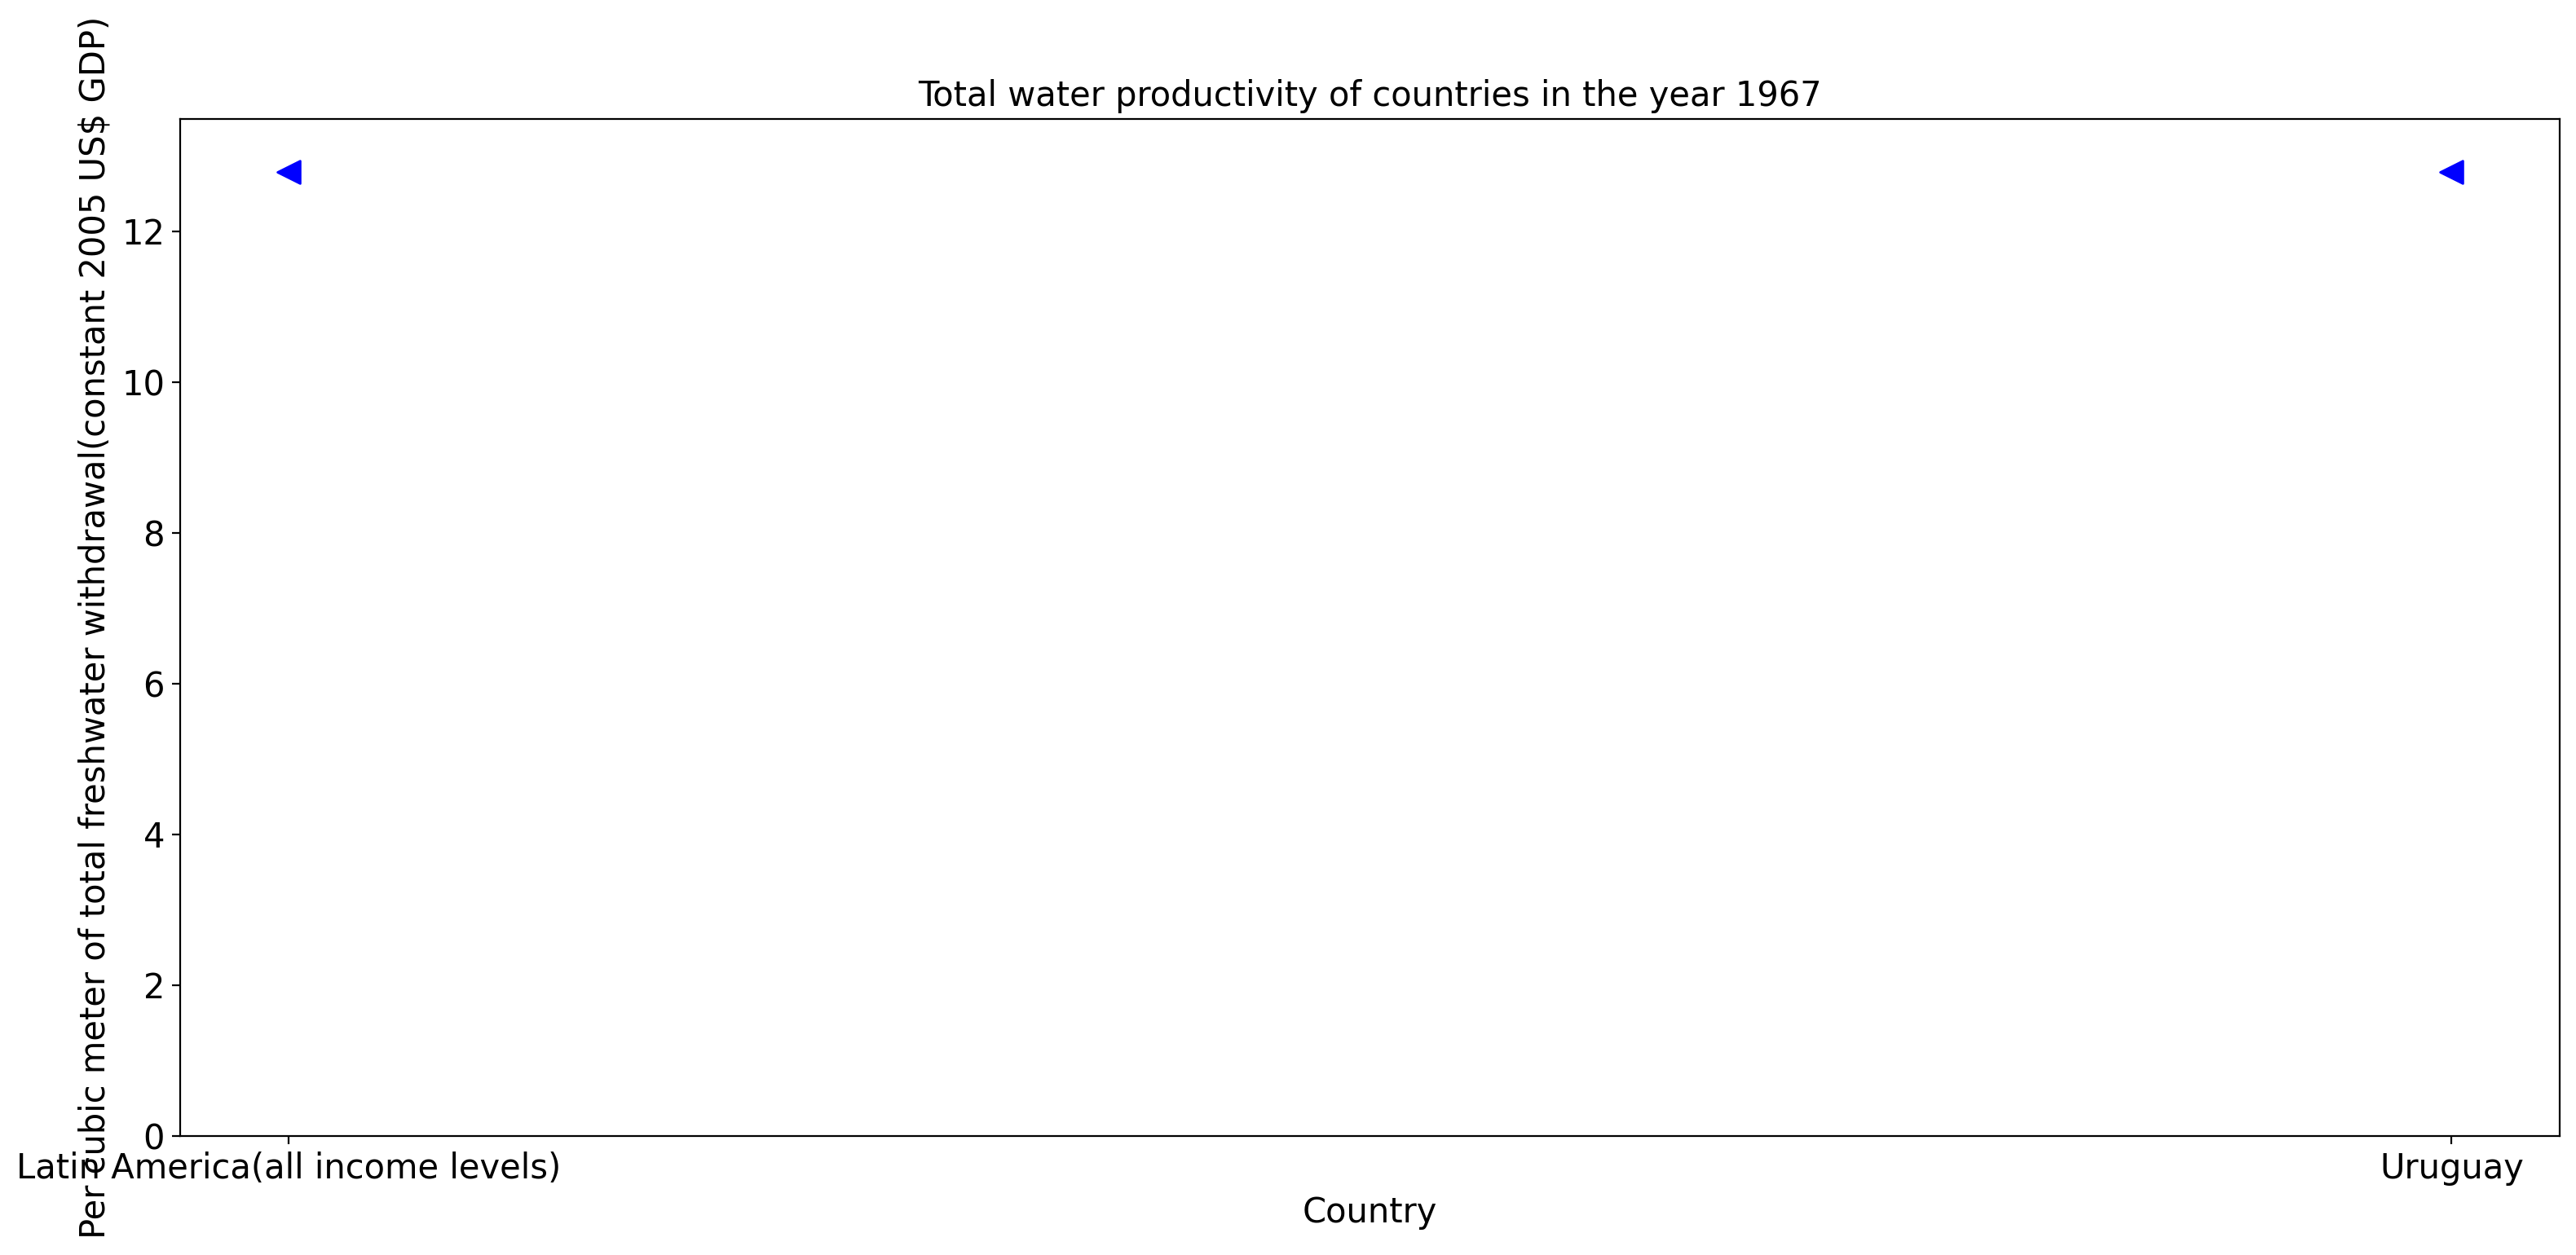 Total water productivity of countries in the year 1967
Per cubic meter of total freshwater withdrawal(constant 2005 US$ GDP)
12
10
8
6
4
2
0
Latin America(all income levels)
Uruguay
Country